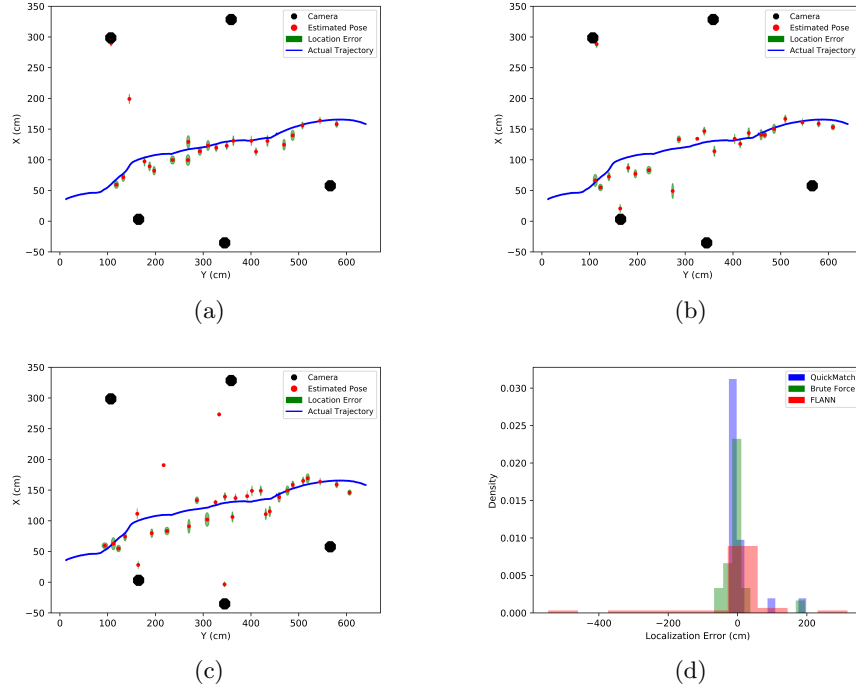 350
300
250
200
150
100
50
0
−50
X (cm)
0 100 200 300 400 500 600
Y (cm)
Camera
Estimated Pose
Location Error
Actual Trajectory
(a)
350
300
250
200
150
100
50
0
−50
X (cm)
0 100 200 300 400 500 600
Y (cm)
Camera
Estimated Pose
Location Error
Actual Trajectory
(b)
350
300
250
200
150
100
50
0
−50
X (cm)
0 100 200 300 400 500 600
Y (cm)
Camera
Estimated Pose
Location Error
Actual Trajectory
(c)
0.030
0.025
0.020
0.015
0.010
0.005
0.000
Density
−400 −200 0 200
Localization Error (cm)
QuickMatch
Brute Force
FLANN
(d)